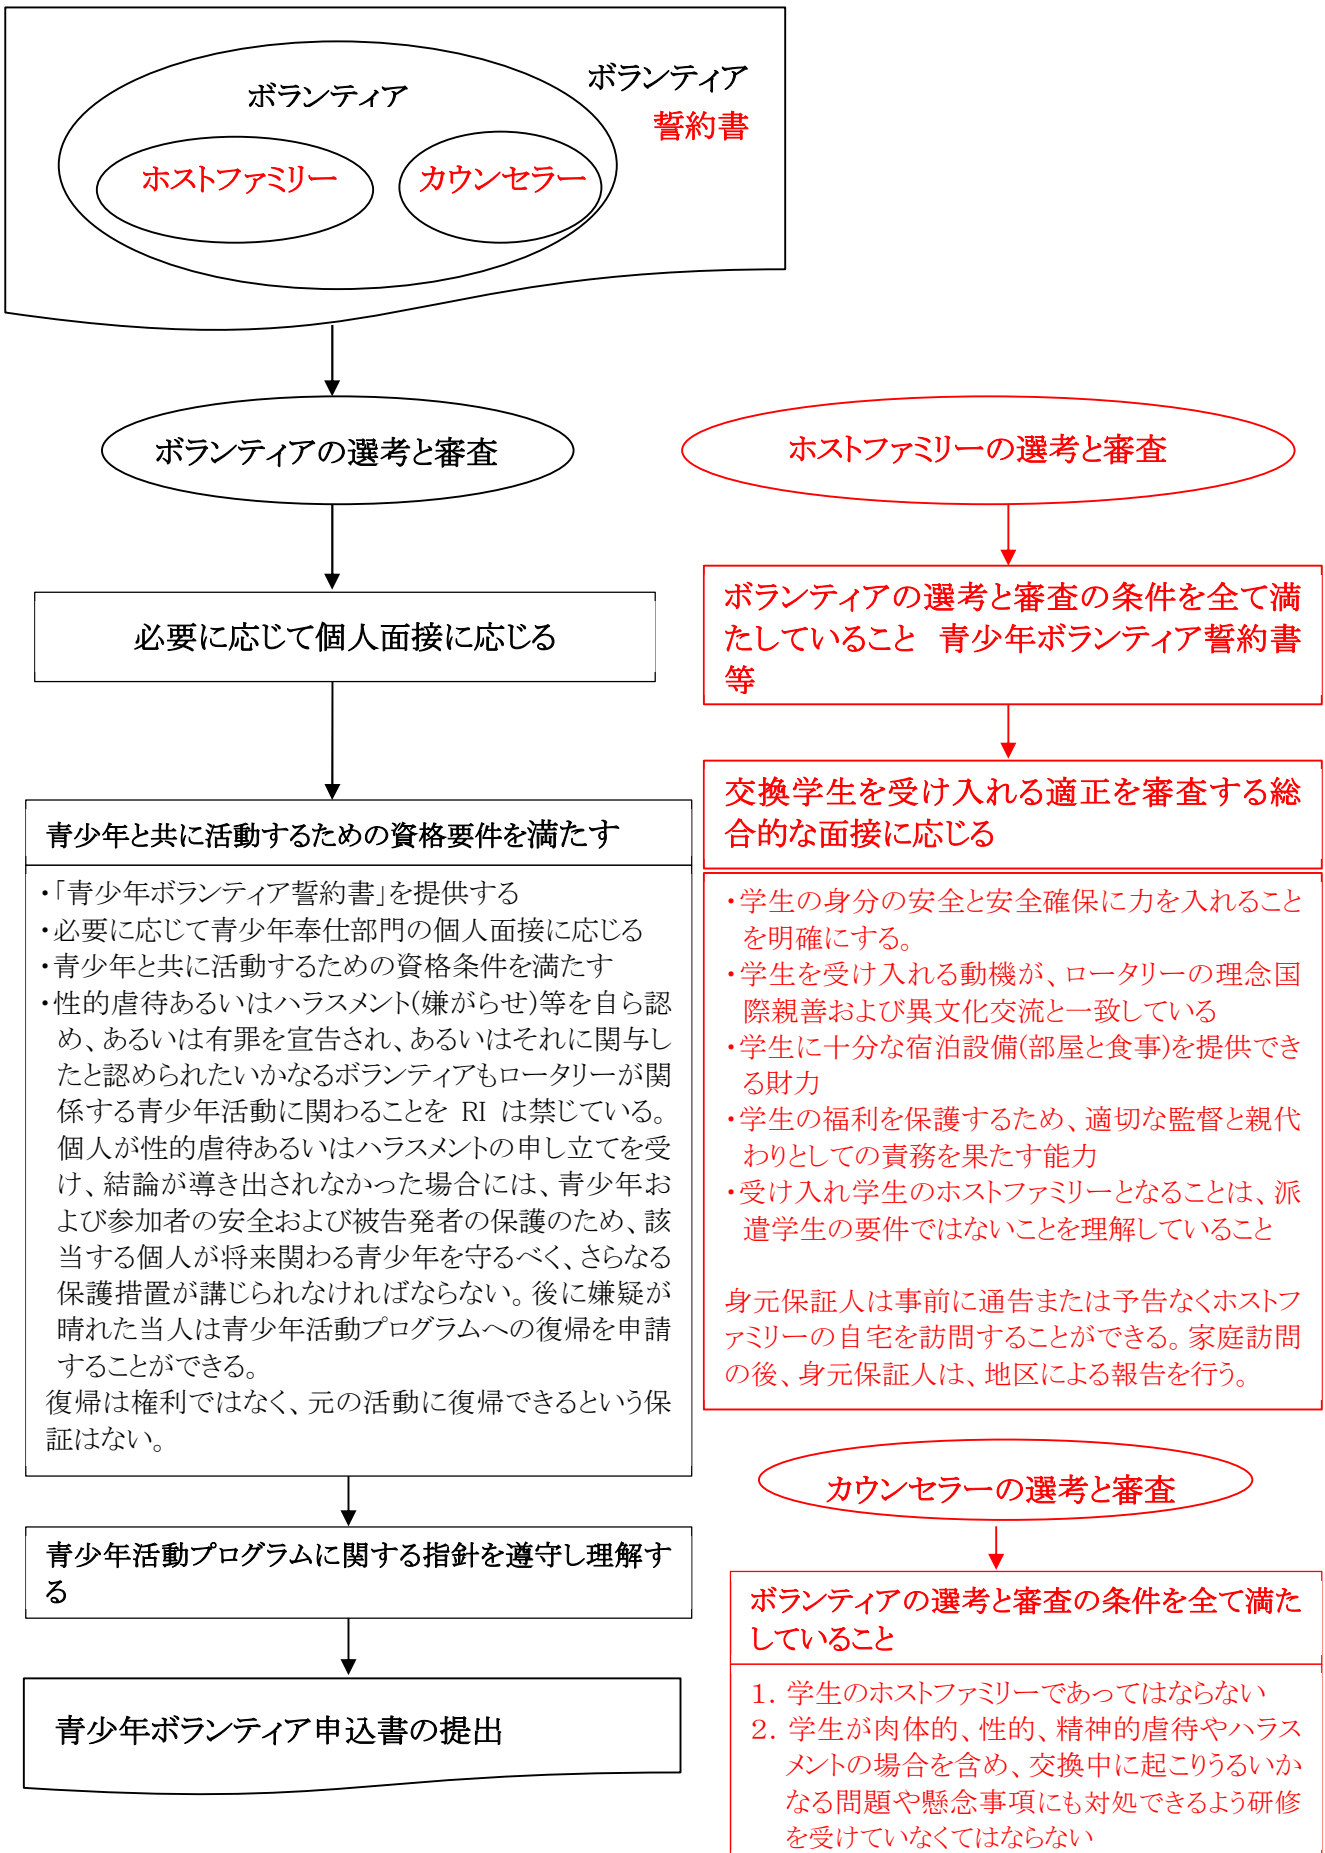 ボランティア
ボランティア
誓約書
ホストファミリー
カウンセラー
ボランティアの選考と審査
必要に応じて個人面接に応じる
青少年と共に活動するための資格要件を満たす
・「青少年ボランティア誓約書」を提供する
・必要に応じて青少年奉仕部門の個人面接に応じる
・青少年と共に活動するための資格条件を満たす
・性的虐待あるいはハラスメント(嫌がらせ)等を自ら認
め、あるいは有罪を宣告され、あるいはそれに関与し
たと認められたいかなるボランティアもロータリーが関
係する青少年活動に関わることを RI は禁じている。
個人が性的虐待あるいはハラスメントの申し立てを受
け、結論が導き出されなかった場合には、青少年お
よび参加者の安全および被告発者の保護のため、該
当する個人が将来関わる青少年を守るべく、さらなる
保護措置が講じられなければならない。後に嫌疑が
晴れた当人は青少年活動プログラムへの復帰を申請
することができる。
復帰は権利ではなく、元の活動に復帰できるという保
証はない。
青少年活動プログラムに関する指針を遵守し理解す
る
青少年ボランティア申込書の提出
ホストファミリーの選考と審査
ボランティアの選考と審査の条件を全て満
たしていること　青少年ボランティア誓約書
等
交換学生を受け入れる適正を審査する総
合的な面接に応じる
・学生の身分の安全と安全確保に力を入れること
を明確にする。
・学生を受け入れる動機が、ロータリーの理念国
際親善および異文化交流と一致している
・学生に十分な宿泊設備(部屋と食事)を提供でき
る財力
・学生の福利を保護するため、適切な監督と親代
わりとしての責務を果たす能力
・受け入れ学生のホストファミリーとなることは、派
遣学生の要件ではないことを理解していること
身元保証人は事前に通告または予告なくホストフ
ァミリーの自宅を訪問することができる。家庭訪問
の後、身元保証人は、地区による報告を行う。
カウンセラーの選考と審査
ボランティアの選考と審査の条件を全て満た
していること
1. 学生のホストファミリーであってはならない
2. 学生が肉体的、性的、精神的虐待やハラス
メントの場合を含め、交換中に起こりうるいか
なる問題や懸念事項にも対処できるよう研修
を受けていなくてはならない